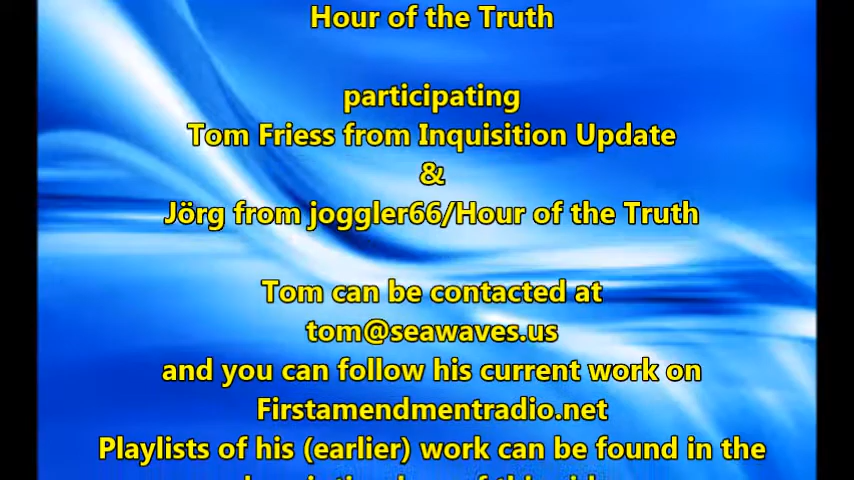 Hour of the Truth
participating
Tom Friess from Inquisition Update
&
Jörg from joggler66/Hour of the Truth
Tom can be contacted at
tom@seawaves.us
and you can follow his current work on
Firstamendmentradio.net
Playlists of his (earlier) work can be found in the